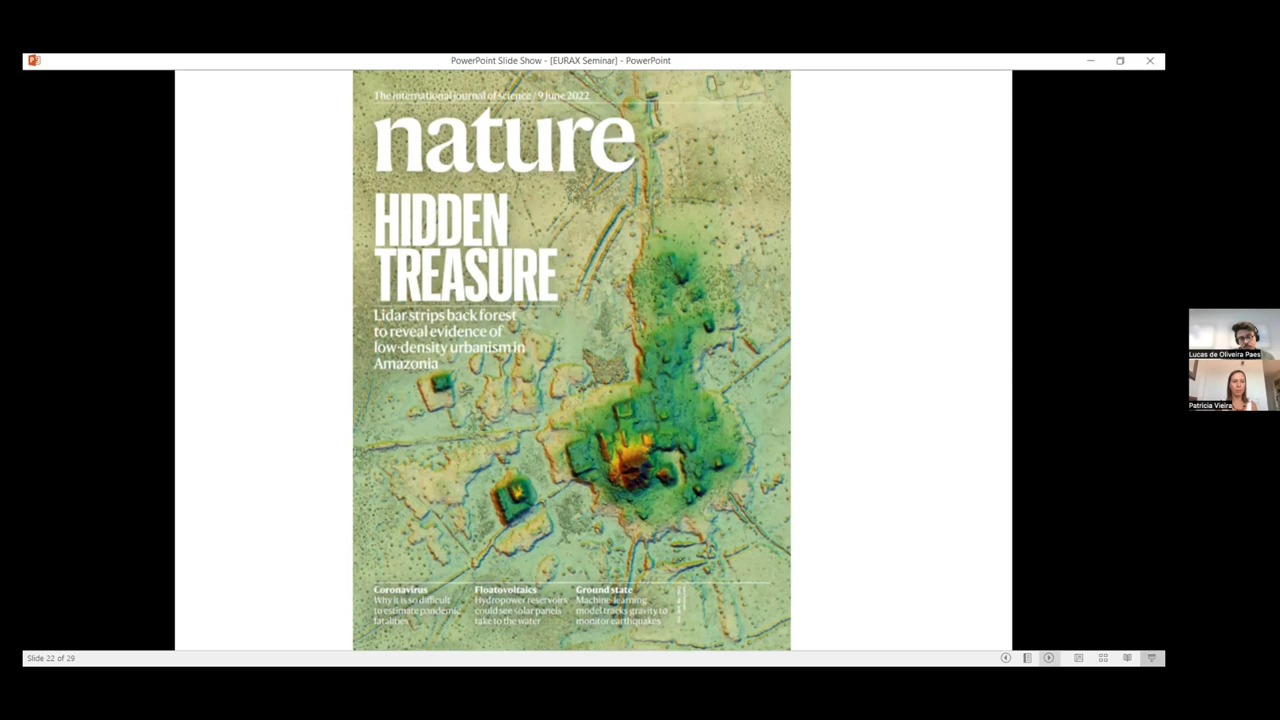 PowerPoint Slide Show - [EURAX Seminar] - PowerPoint
The international journal of science / 9 June 2022
nature
HIDDEN
TREASURE
Lidar strips back forest
to reveal evidence of
low-density urbanism in
Amazonia
Coronavirus
Why it is so difficult
to estimate pandemic
fatalities
Floatovoltaics
Hydropower reservoirs
could see solar panels
take to the water
Ground state
Machine-learning
model tracks gravity to
monitor earthquakes
Lucas de Oliveira Paes
Patricia Vieira
Slide 22 of 29